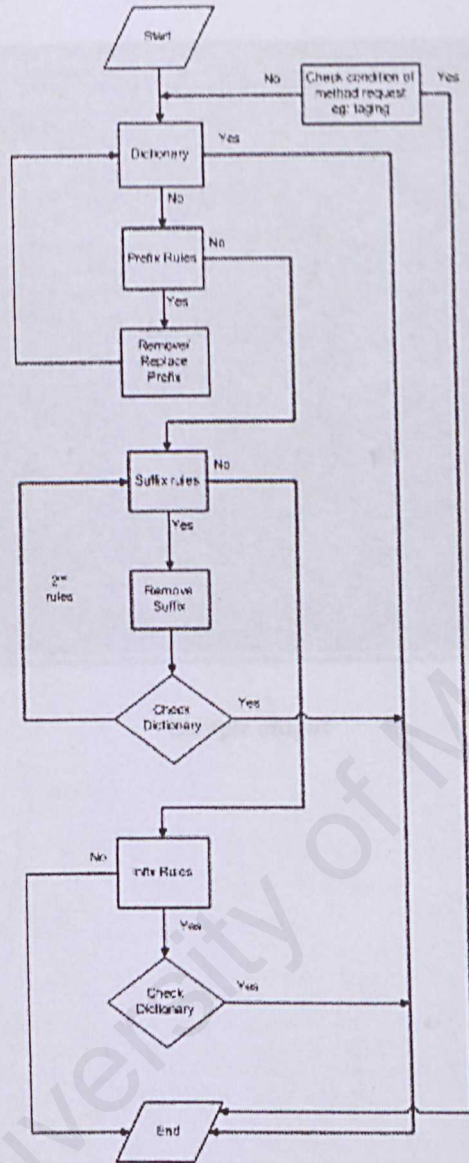 Start
No
Check condition of
method request
eg: taging
Yes
Dictionary
Yes
No
Prefix Rules
No
Yes
Remove/
Replace
Prefix
Suffix rules
No
Yes
2nd
rules
Remove
Suffix
Check
Dictionary
Yes
No
Infix Rules
Yes
Check
Dictionary
Yes
End
University of M